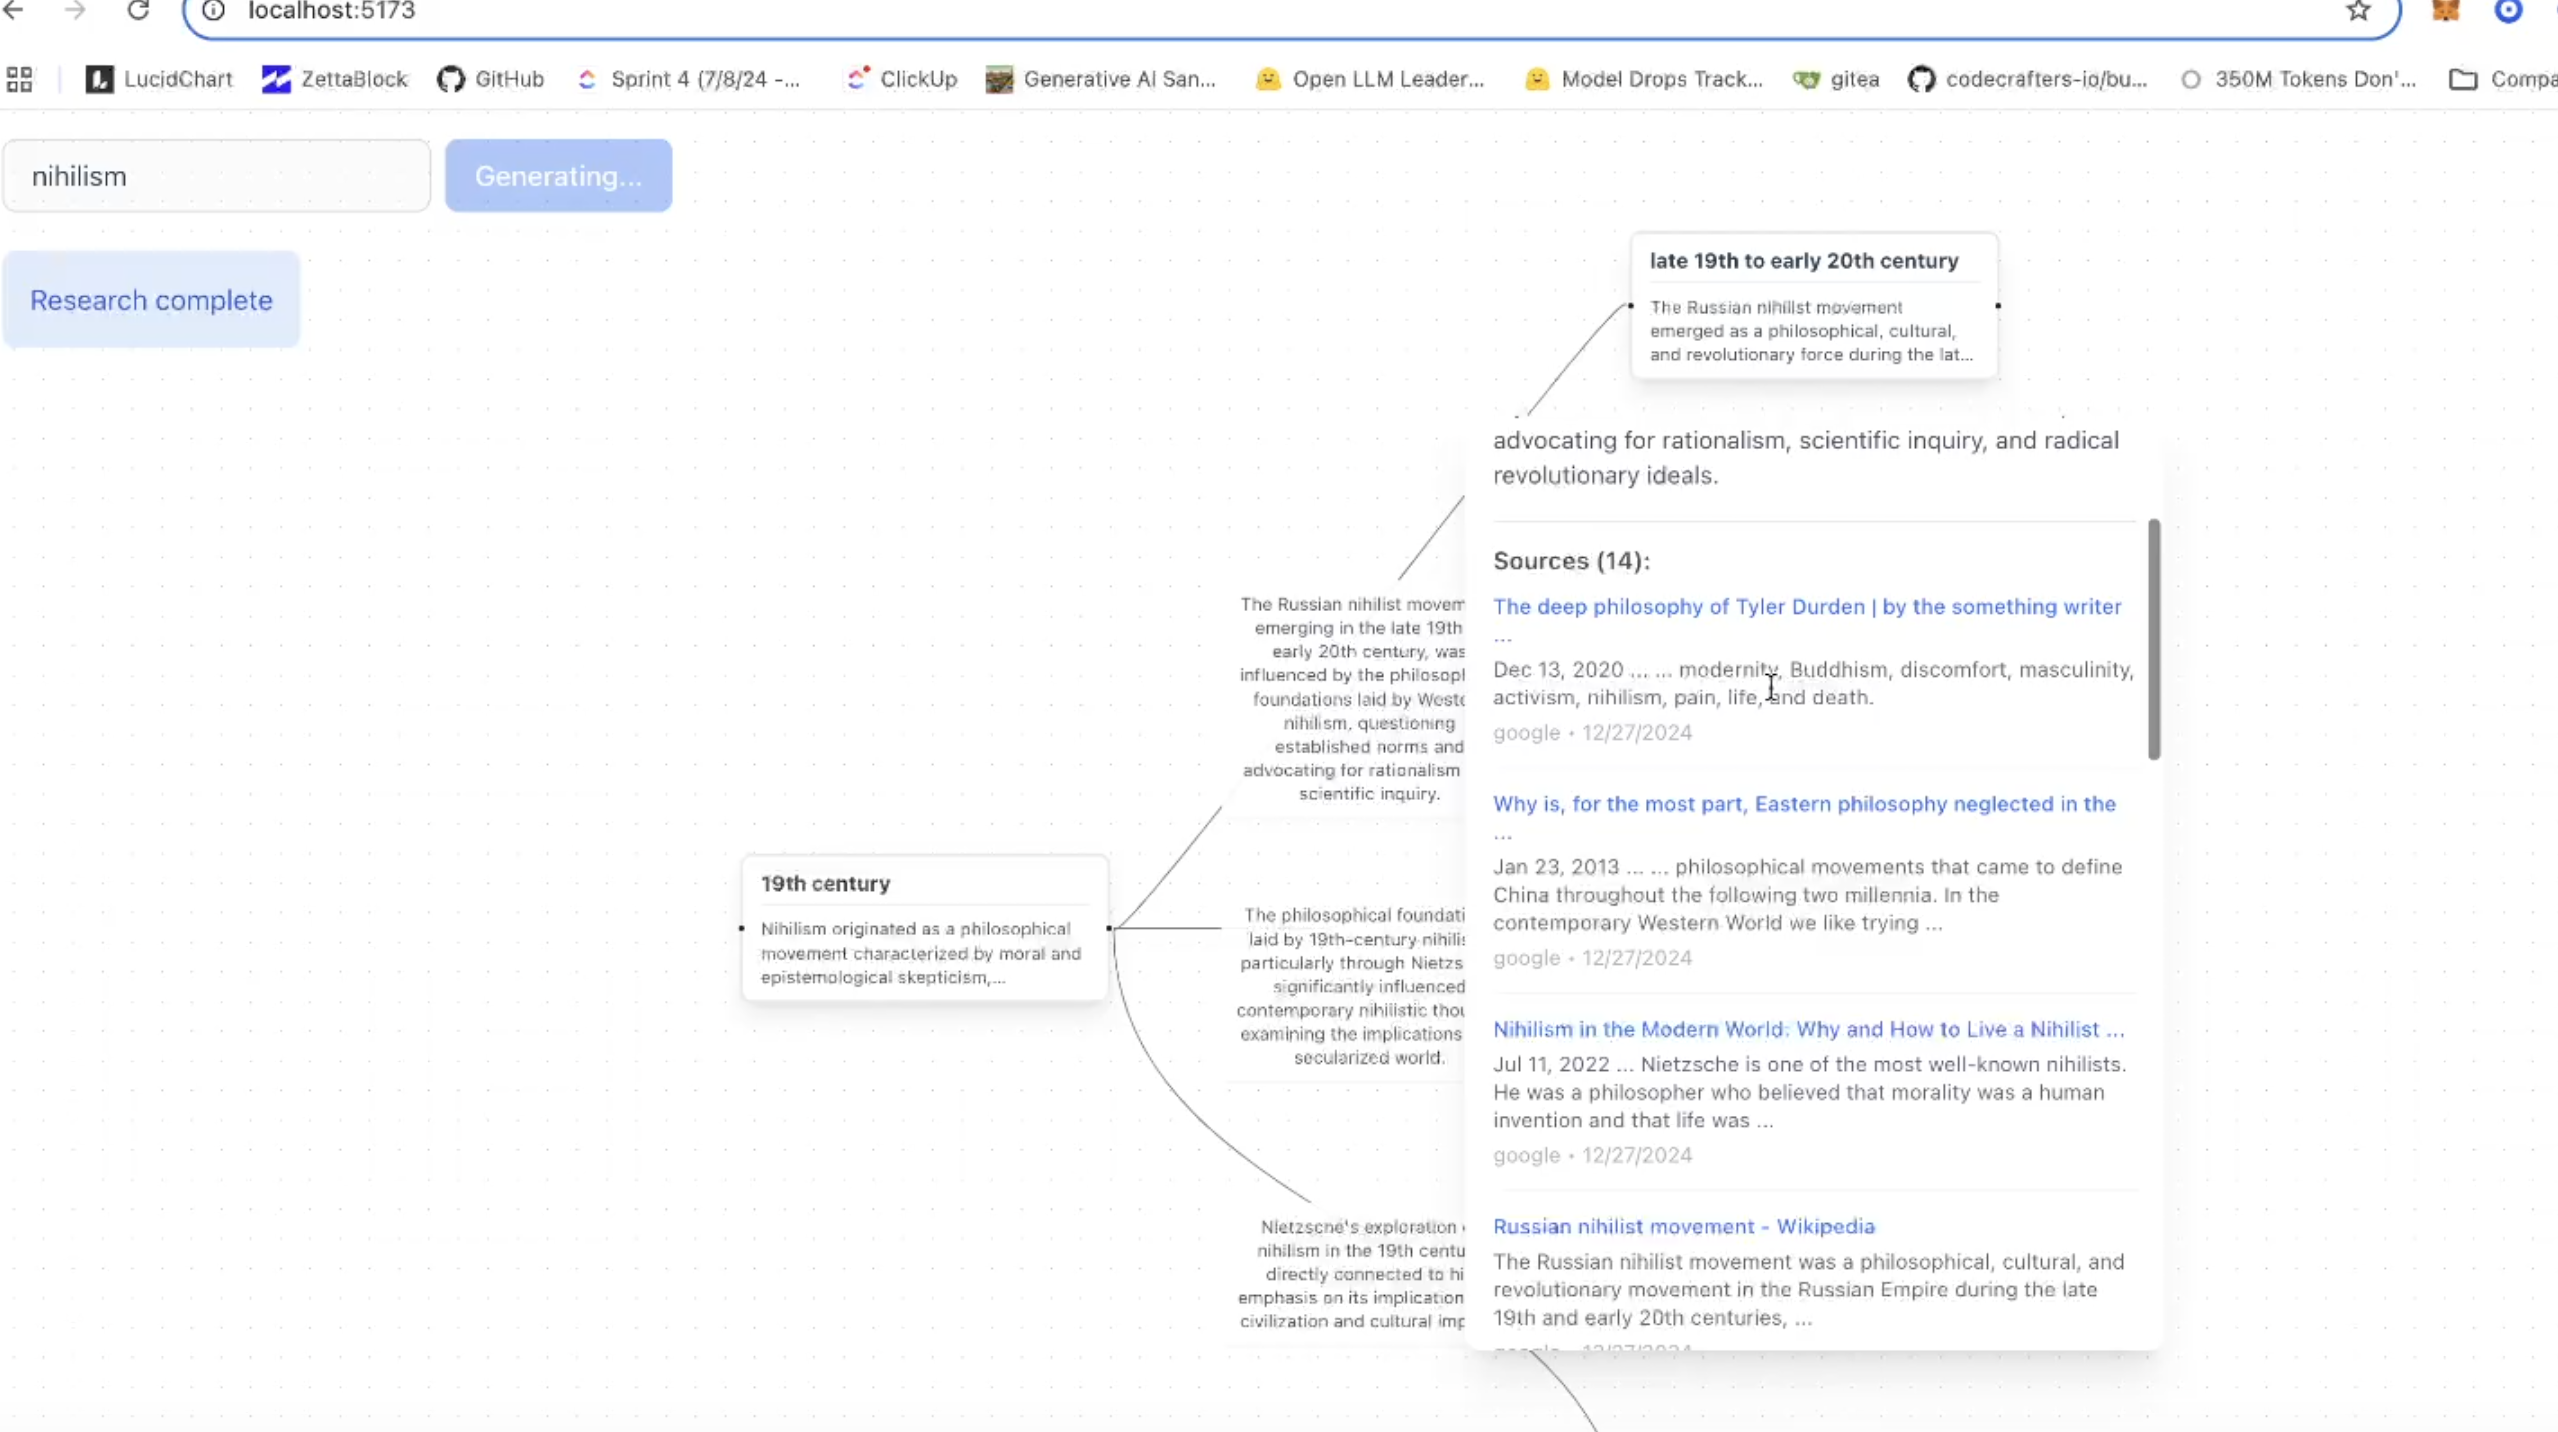 localhost:5173
LucidChart
ZettaBlock
GitHub
Sprint 4 (7/8/24 -...
ClickUp
Generative AI San...
Open LLM Leader...
Model Drops Track...
gitea
codecrafters-io/bu...
350M Tokens Don'...
Compa
nihilism
Generating...
Research complete
late 19th to early 20th century
The Russian nihilist movement
emerged as a philosophical, cultural,
and revolutionary force during the lat...
advocating for rationalism, scientific inquiry, and radical
revolutionary ideals.
Sources (14):
The deep philosophy of Tyler Durden | by the something writer
...
Dec 13, 2020 ... ... modernity, Buddhism, discomfort, masculinity,
activism, nihilism, pain, life, and death.
google • 12/27/2024
Why is, for the most part, Eastern philosophy neglected in the
...
Jan 23, 2013 ... ... philosophical movements that came to define
China throughout the following two millennia. In the
contemporary Western World we like trying ...
google • 12/27/2024
Nihilism in the Modern World: Why and How to Live a Nihilist ...
Jul 11, 2022 ... Nietzsche is one of the most well-known nihilists.
He was a philosopher who believed that morality was a human
invention and that life was ...
google • 12/27/2024
Russian nihilist movement - Wikipedia
The Russian nihilist movement was a philosophical, cultural, and
revolutionary movement in the Russian Empire during the late
19th and early 20th centuries, ...
The Russian nihilist movem
emerging in the late 19th
early 20th century, was
influenced by the philosoph
foundations laid by Weste
nihilism, questioning
established norms and
advocating for rationalism
scientific inquiry.
19th century
Nihilism originated as a philosophical
movement characterized by moral and
epistemological skepticism,...
The philosophical foundati
laid by 19th-century nihilis
particularly through Nietzs
significantly influenced
contemporary nihilistic thou
examining the implications
secularized world.
Nietzsche's exploration
nihilism in the 19th centu
directly connected to hi
emphasis on its implication
civilization and cultural imp